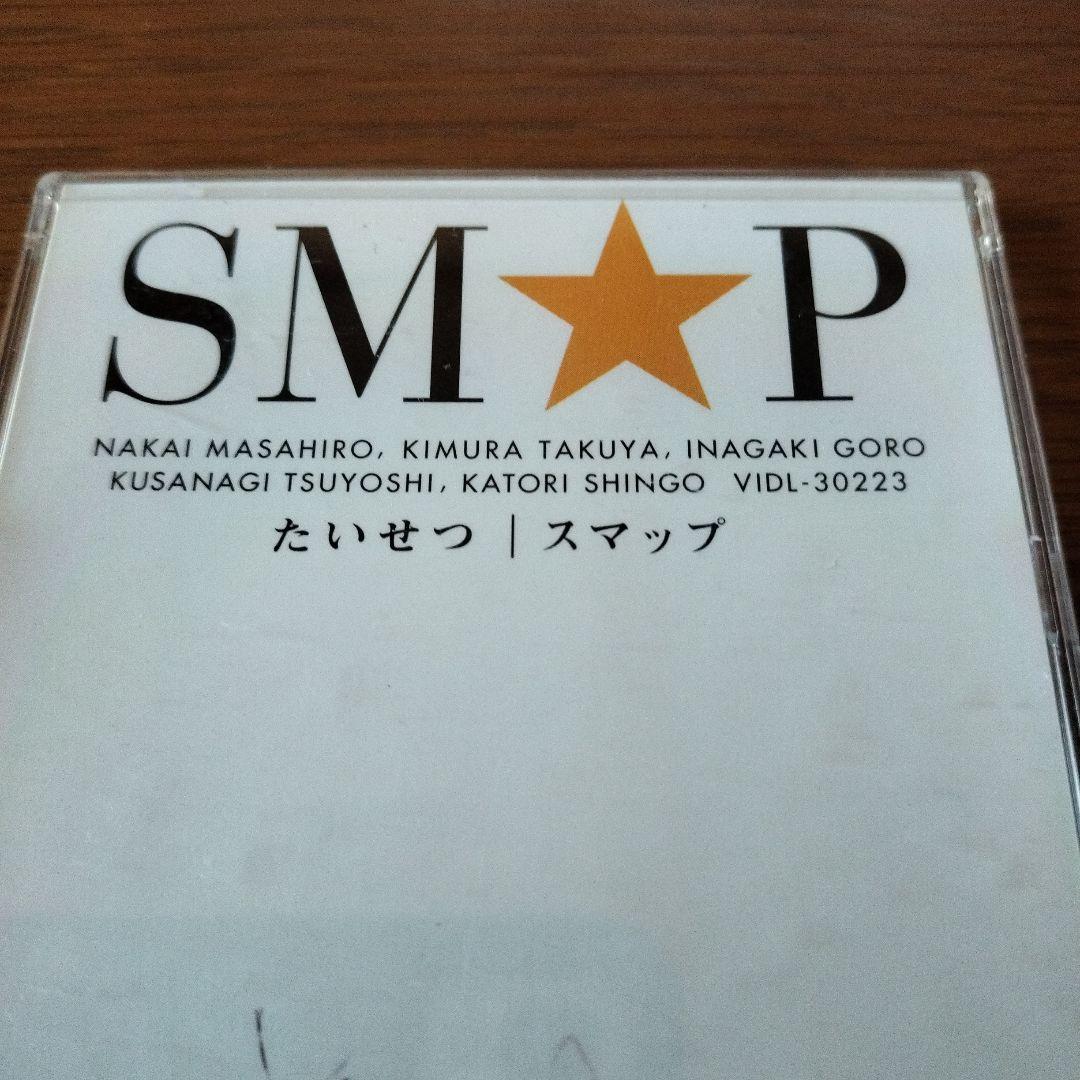 SM★P
NAKAI MASAHIRO, KIMURA TAKUYA, INAGAKI GORO
KUSANAGI TSUYOSHI, KATORI SHINGO VIDL-30223
たいせつ｜スマップ